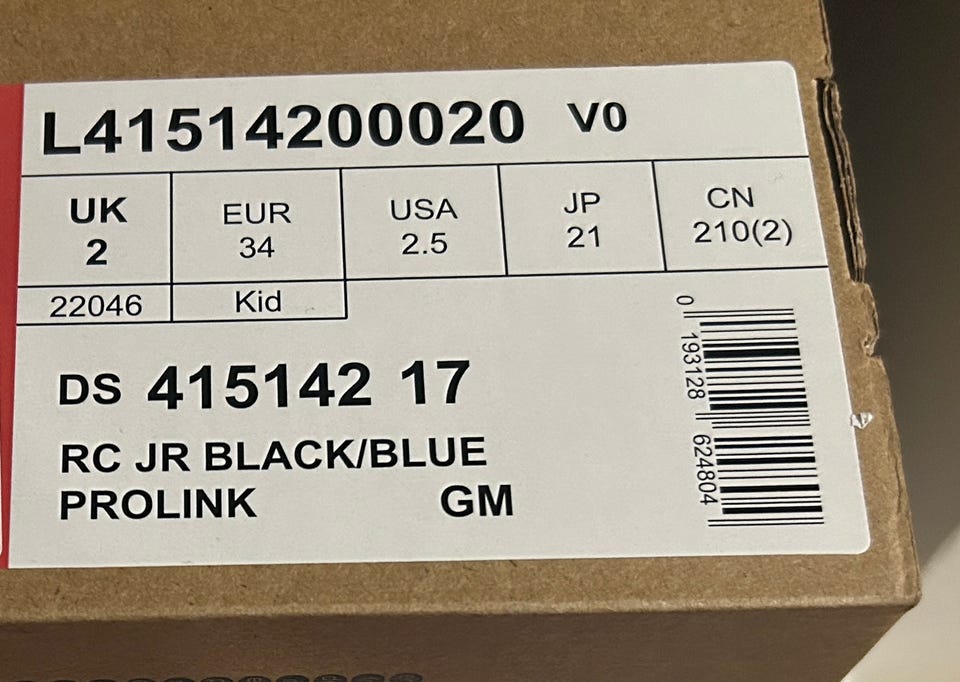 L41514200020 V0
UK EUR USA JP CN
2 34 2.5 21 210(2)
22046 Kid
DS 415142 17
RC JR BLACK/BLUE
PROLINK GM
0 193128 624804